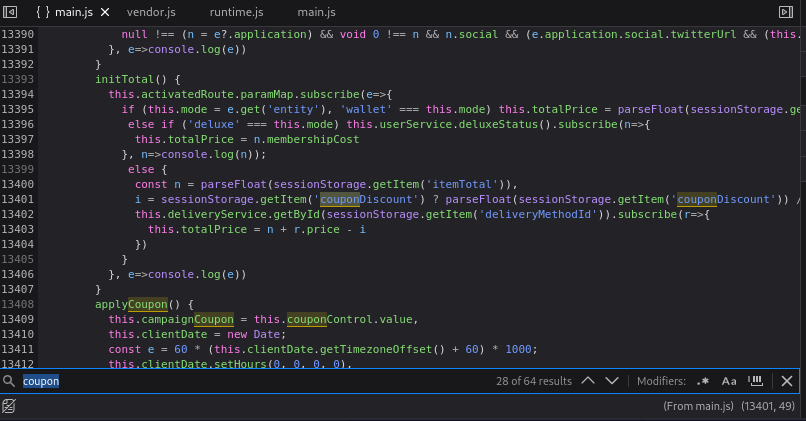 { } main.js × vendor.js runtime.js main.js
13390 null !== (n = e?.application) && void 0 !== n && n.social && (e.application.social.twitterUrl && (this.
13391 }, e=>console.log(e))
13392 }
13393 initTotal() {
13394 this.activatedRoute.paramMap.subscribe(e=>{
13395 if (this.mode = e.get('entity'), 'wallet' === this.mode) this.totalPrice = parseFloat(sessionStorage.ge
13396 else if ('deluxe' === this.mode) this.userService.deluxeStatus().subscribe(n=>{
13397 this.totalPrice = n.membershipCost
13398 }, n=>console.log(n));
13399 else {
13400 const n = parseFloat(sessionStorage.getItem('itemTotal')),
13401 i = sessionStorage.getItem('couponDiscount') ? parseFloat(sessionStorage.getItem('couponDiscount')) /
13402 this.deliveryService.getById(sessionStorage.getItem('deliveryMethodId')).subscribe(r=>{
13403 this.totalPrice = n + r.price - i
13404 })
13405 }
13406 }, e=>console.log(e))
13407 }
13408 applyCoupon() {
13409 this.campaignCoupon = this.couponControl.value,
13410 this.clientDate = new Date;
13411 const e = 60 * (this.clientDate.getTimezoneOffset() + 60) * 1000;
13412 this.clientDate.setHours(0, 0, 0, 0),
coupon 28 of 64 results Modifiers: .* Aa
(From main.js) (13401, 49)